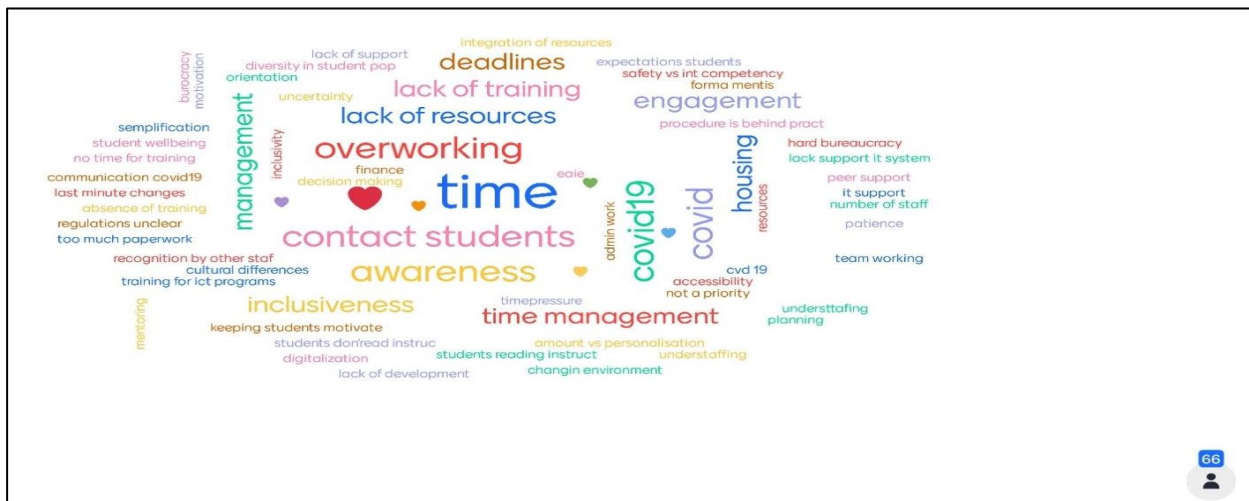 integration of resources
lack of support
deadlines
expectations students
diversity in student pop
safety vs int competency
burocracy
motivation
orientation
lack of training
forma mentis
uncertainty
engagement
lack of resources
semplification
procedure is behind pract
management
student wellbeing
inclusivity
overworking
housing
hard bureaucracy
no time for training
lack support it system
finance
eaie
communication covid19
decision making
time
peer support
last minute changes
covid19
covid
resources
it support
absence of training
number of staff
regulations unclear
contact students
admin work
patience
too much paperwork
recognition by other staf
awareness
team working
cultural differences
cvd 19
training for ict programs
accessibility
not a priority
mentoring
inclusiveness
timepressure
understtafing
time management
planning
keeping students motivate
students don'read instruc
amount vs personalisation
digitalization
students reading instruct
understaffing
lack of development
changin environment
66